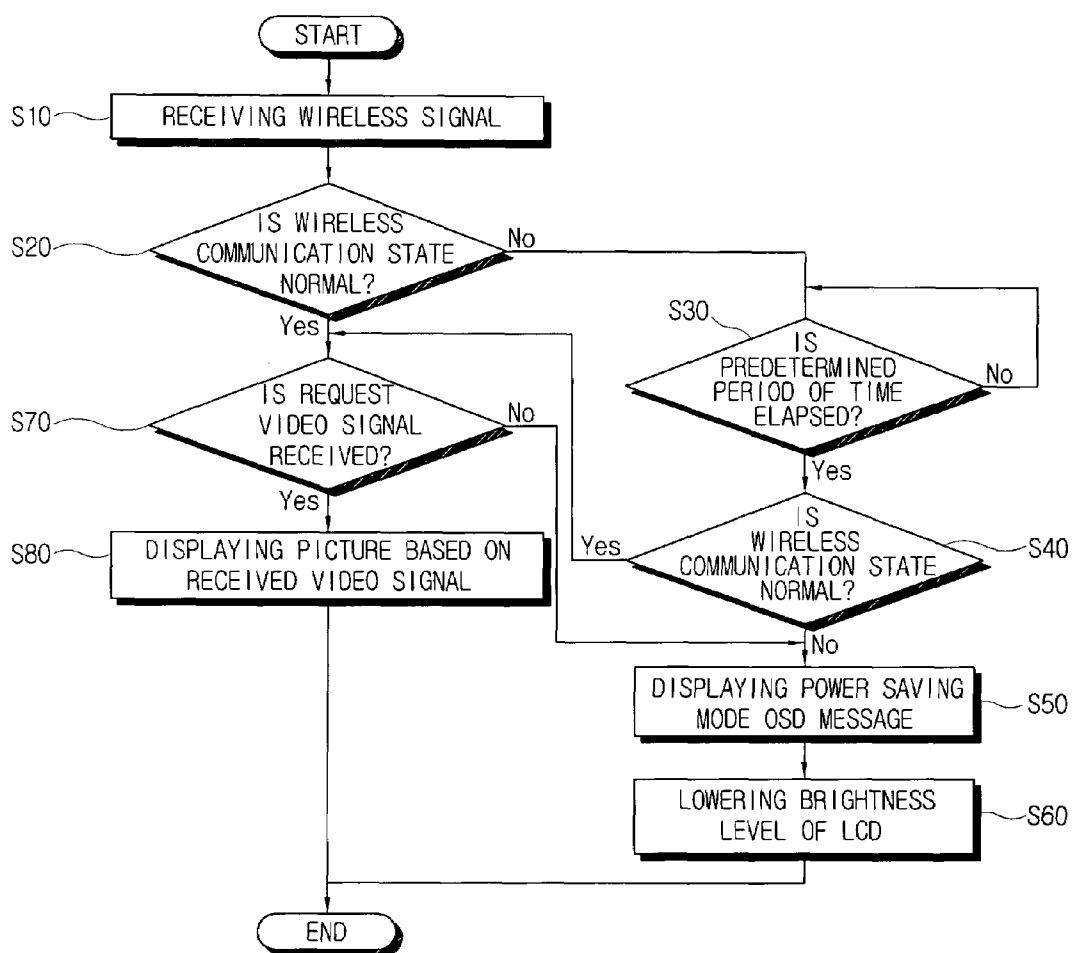 START
S10
RECEIVING WIRELESS SIGNAL
S20
IS WIRELESS
COMMUNICATION STATE
NORMAL?
No
Yes
S30
IS
PREDETERMINED
PERIOD OF TIME
ELAPSED?
No
Yes
S70
IS REQUEST
VIDEO SIGNAL
RECEIVED?
No
Yes
S40
IS
WIRELESS
COMMUNICATION STATE
NORMAL?
Yes
No
S80
DISPLAYING PICTURE BASED ON
RECEIVED VIDEO SIGNAL
DISPLAYING POWER SAVING
MODE OSD MESSAGE
S50
LOWERING BRIGHTNESS
LEVEL OF LCD
S60
END